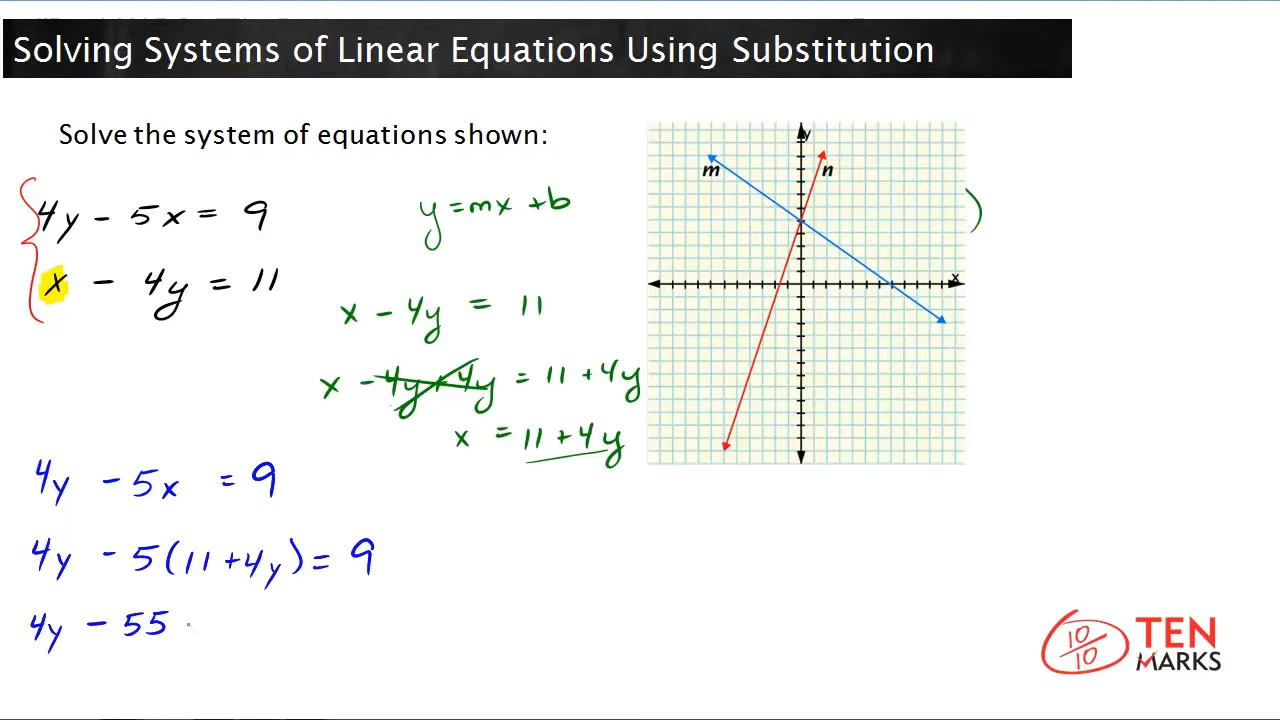 Solving Systems of Linear Equations Using Substitution
Solve the system of equations shown:
4y - 5x = 9
x - 4y = 11
y = mx + b
x - 4y = 11
x - 4y + 4y = 11 + 4y
x = 11 + 4y
m
n
y
x
)
4y - 5x = 9
4y - 5(11 + 4y) = 9
4y - 55
10/10
TEN
MARKS